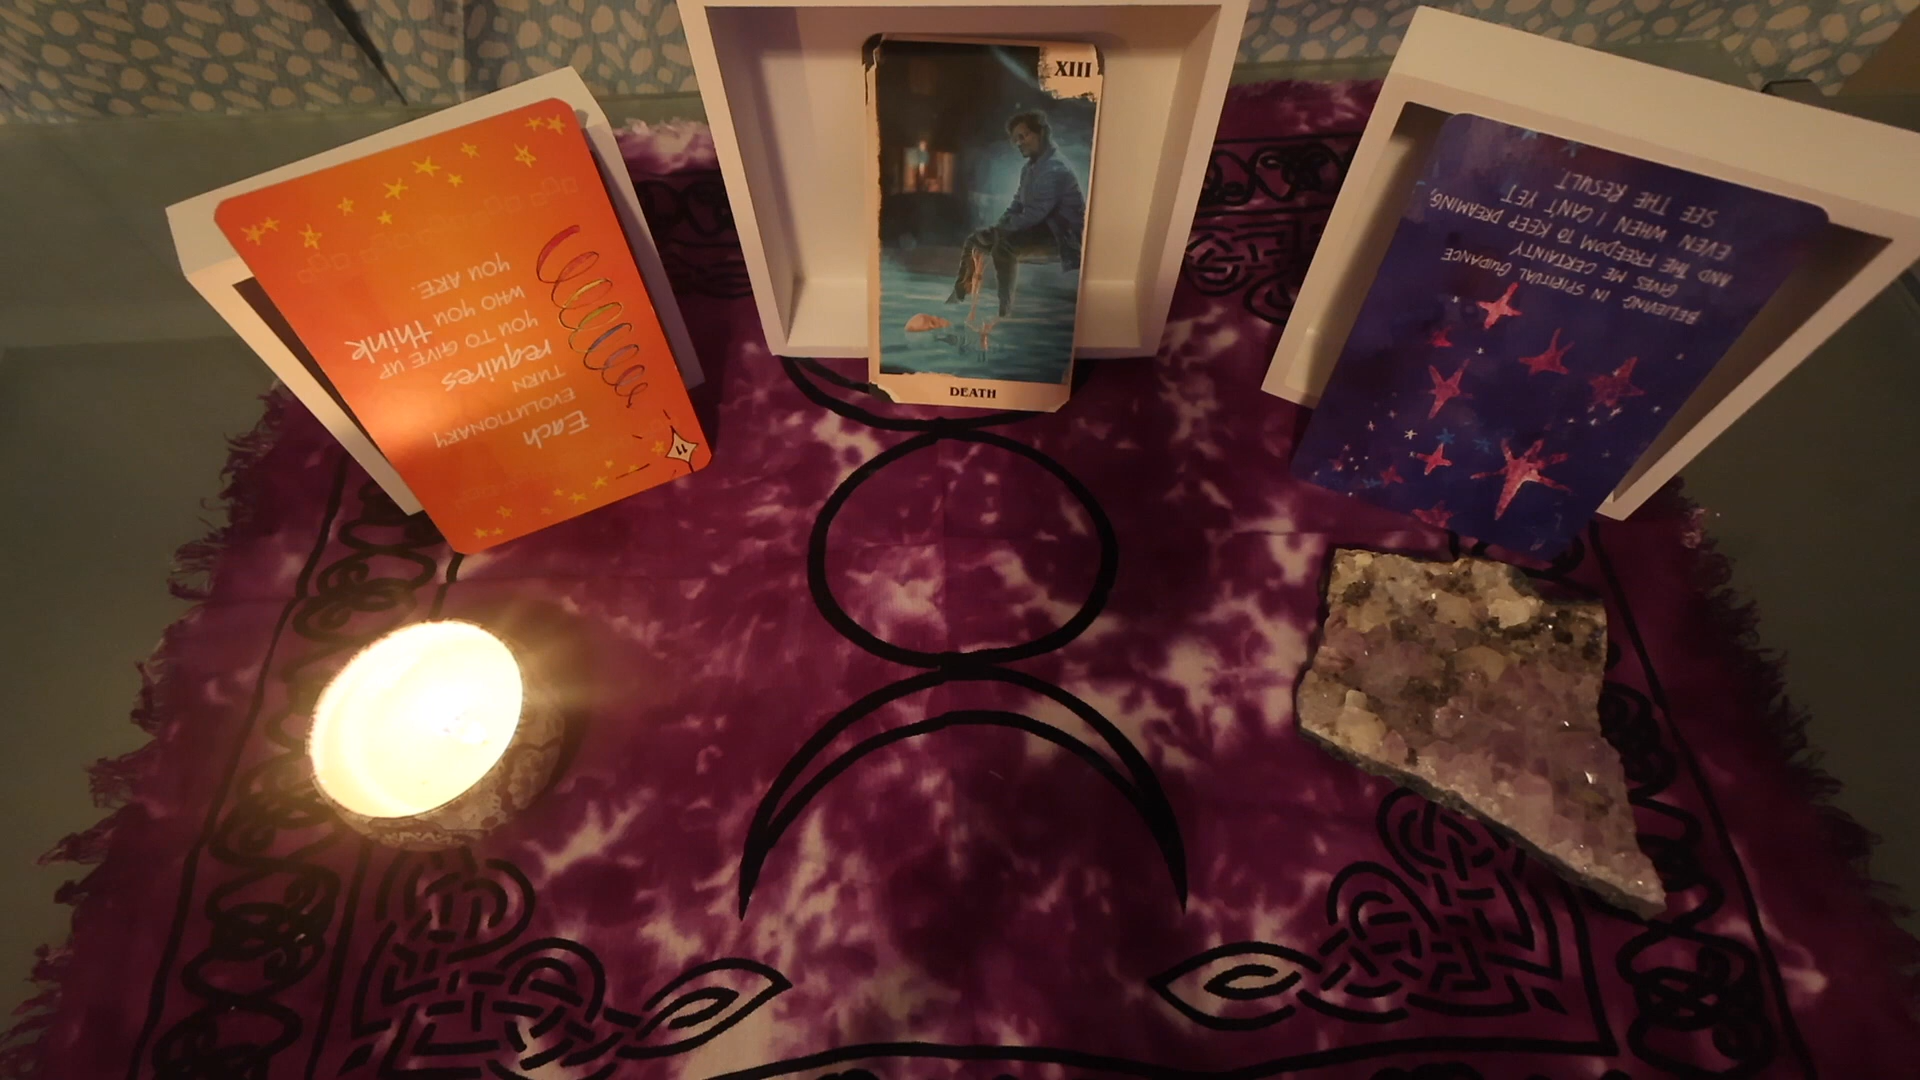 Each
EVOLUTIONARY
TURN
requires
YOU TO GIVE UP
WHO YOU think
YOU ARE.
11
XIII
DEATH
BELIEVING IN SPIRITUAL GUIDANCE
GIVES ME CERTAINTY
AND THE FREEDOM TO KEEP DREAMING,
EVEN WHEN I CAN'T YET
SEE THE RESULT